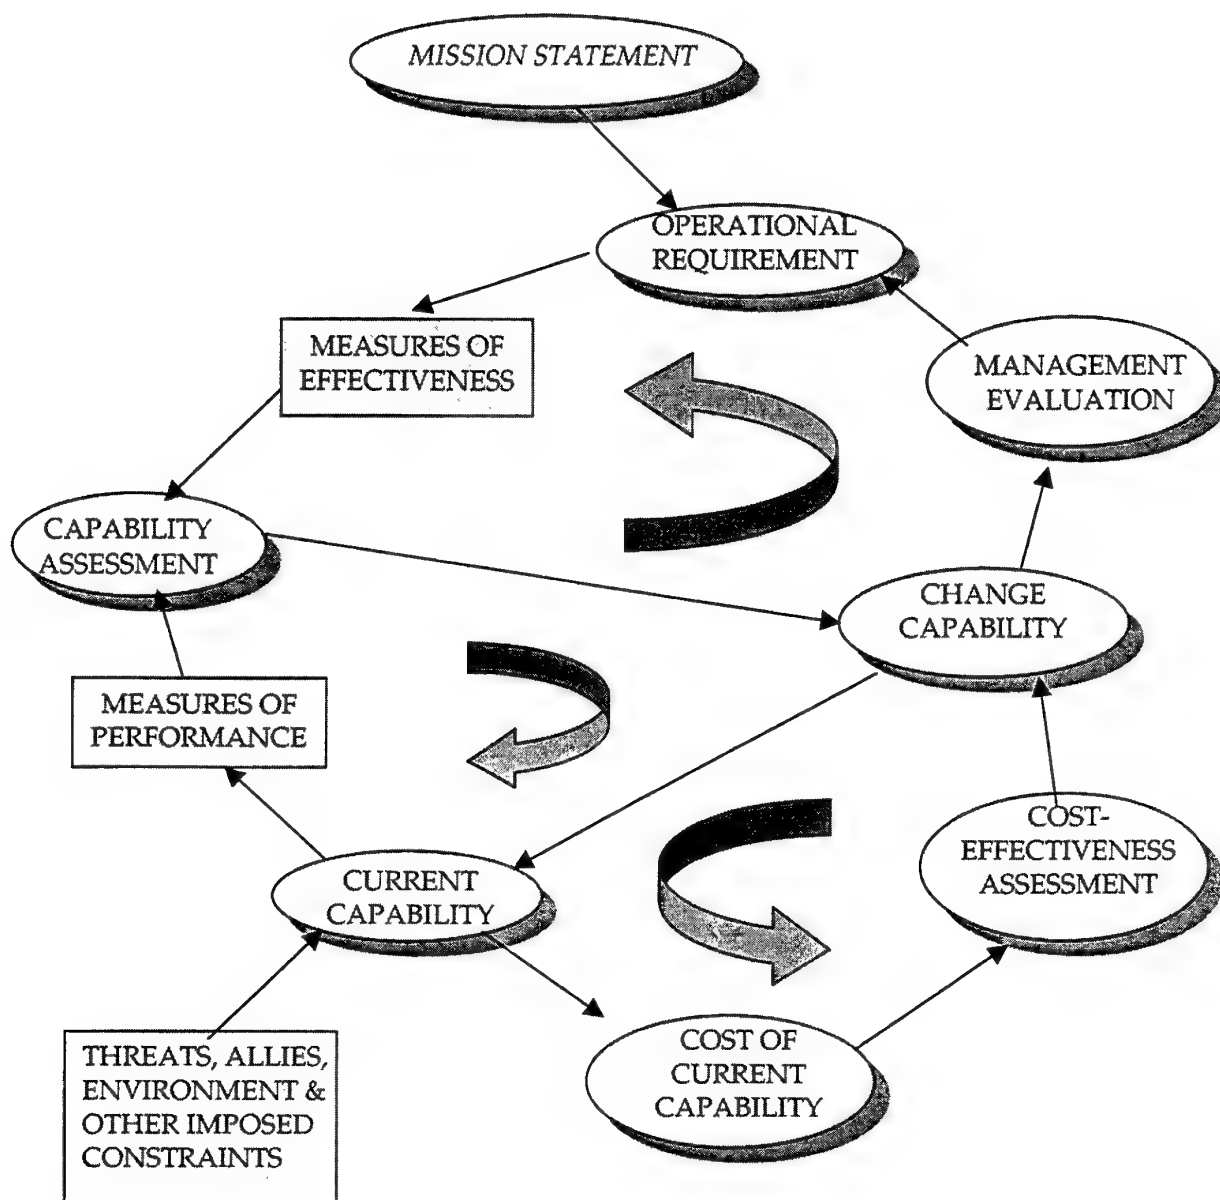 MISSION STATEMENT
OPERATIONAL
REQUIREMENT
MEASURES OF
EFFECTIVENESS
MANAGEMENT
EVALUATION
CAPABILITY
ASSESSMENT
CHANGE
CAPABILITY
MEASURES OF
PERFORMANCE
COST-
EFFECTIVENESS
ASSESSMENT
CURRENT
CAPABILITY
COST OF
CURRENT
CAPABILITY
THREATS, ALLIES,
ENVIRONMENT &
OTHER IMPOSED
CONSTRAINTS